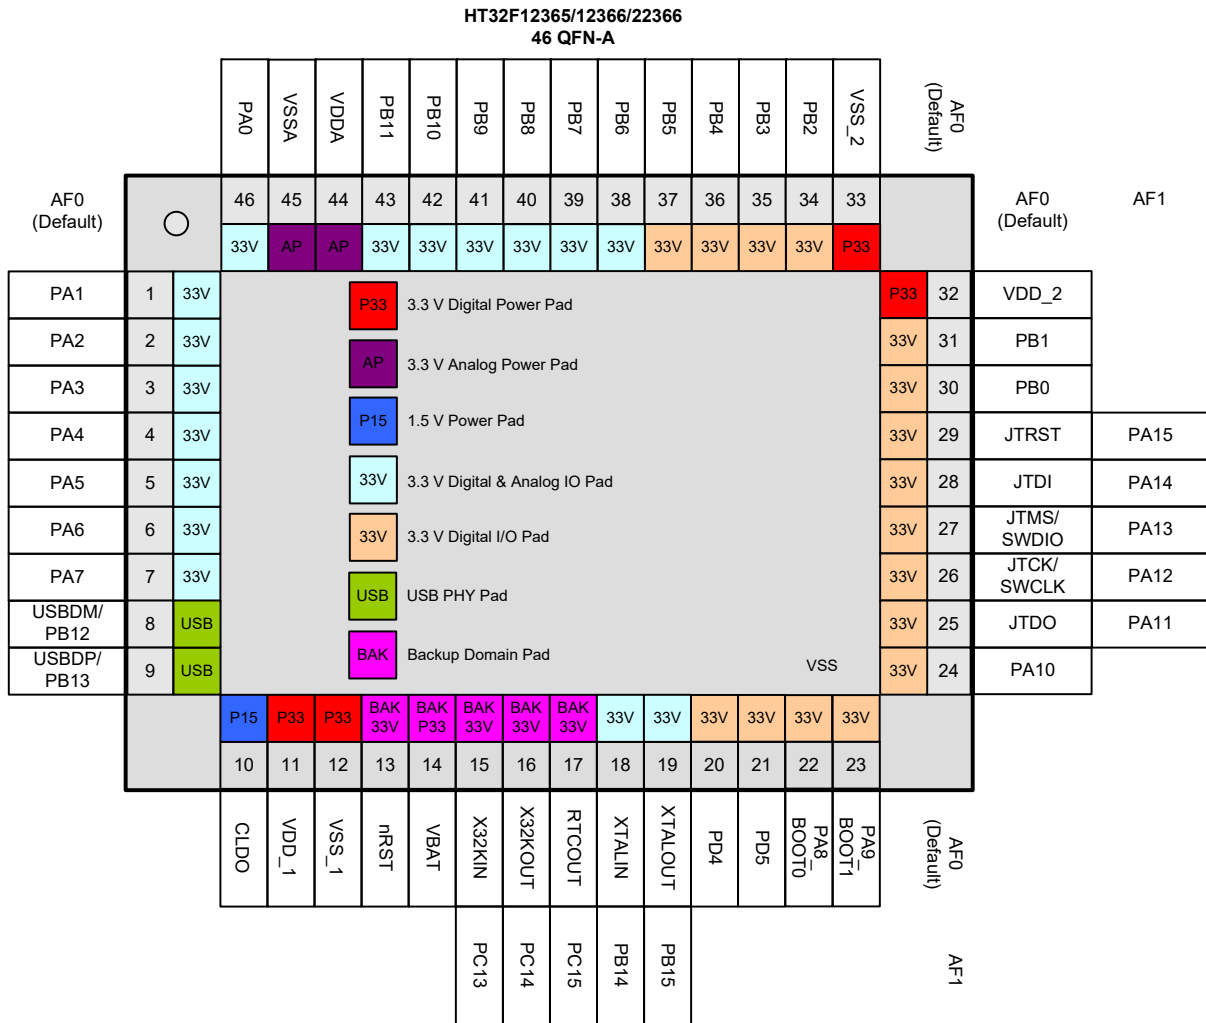 HT32F12365/12366/22366
46 QFN-A
PA0
VSSA
VDDA
PB11
PB10
PB9
PB8
PB7
PB6
PB5
PB4
PB3
PB2
VSS_2
AF0
(Default)
AF0
(Default)
46 45 44 43 42 41 40 39 38 37 36 35 34 33
33V AP AP 33V 33V 33V 33V 33V 33V 33V 33V 33V 33V P33
AF0
(Default)
AF1
PA1 1 33V
PA2 2 33V
PA3 3 33V
PA4 4 33V
PA5 5 33V
PA6 6 33V
PA7 7 33V
USBDM/
PB12
8 USB
USBDP/
PB13
9 USB
P33 3.3 V Digital Power Pad
AP 3.3 V Analog Power Pad
P15 1.5 V Power Pad
33V 3.3 V Digital & Analog IO Pad
33V 3.3 V Digital I/O Pad
USB USB PHY Pad
BAK Backup Domain Pad
VSS
P33 32 VDD_2
33V 31 PB1
33V 30 PB0
33V 29 JTRST PA15
33V 28 JTDI PA14
33V 27 JTMS/
SWDIO
PA13
33V 26 JTCK/
SWCLK
PA12
33V 25 JTDO PA11
33V 24 PA10
P15 P33 P33 BAK
33V
BAK
P33
BAK
33V
BAK
33V
BAK
33V
33V 33V 33V 33V 33V 33V
10 11 12 13 14 15 16 17 18 19 20 21 22 23
CLDO
VDD_1
VSS_1
nRST
VBAT
X32KIN
X32KOUT
RTCOUT
XTALIN
XTALOUT
PD4
PD5
PA8_
BOOT0
PA9_
BOOT1
AF0
(Default)
PC13
PC14
PC15
PB14
PB15
AF1